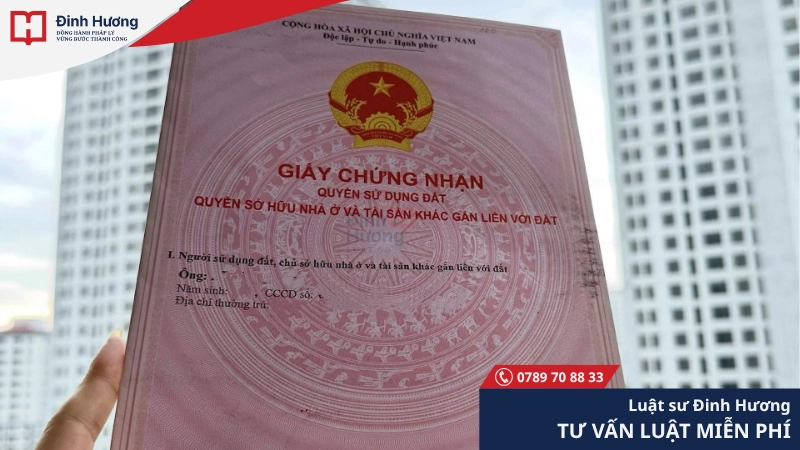 Đinh Hương
ĐỒNG HÀNH PHÁP LÝ
VỮNG BƯỚC THÀNH CÔNG
CỘNG HÒA XÃ HỘI CHỦ NGHĨA VIỆT NAM
Độc lập - Tự do - Hạnh phúc
GIẤY CHỨNG NHẬN
QUYỀN SỬ DỤNG ĐẤT
QUYỀN SỞ HỮU NHÀ Ở VÀ TÀI SẢN KHÁC GẮN LIỀN VỚI ĐẤT
Đinh Hương
I. Người sử dụng đất, chủ sở hữu nhà ở và tài sản khác gắn liền với đất
Ông:
Năm sinh: , CCCD số:
Địa chỉ thường trú:
0789 70 88 33
Luật sư Đinh Hương
TƯ VẤN LUẬT MIỄN PHÍ